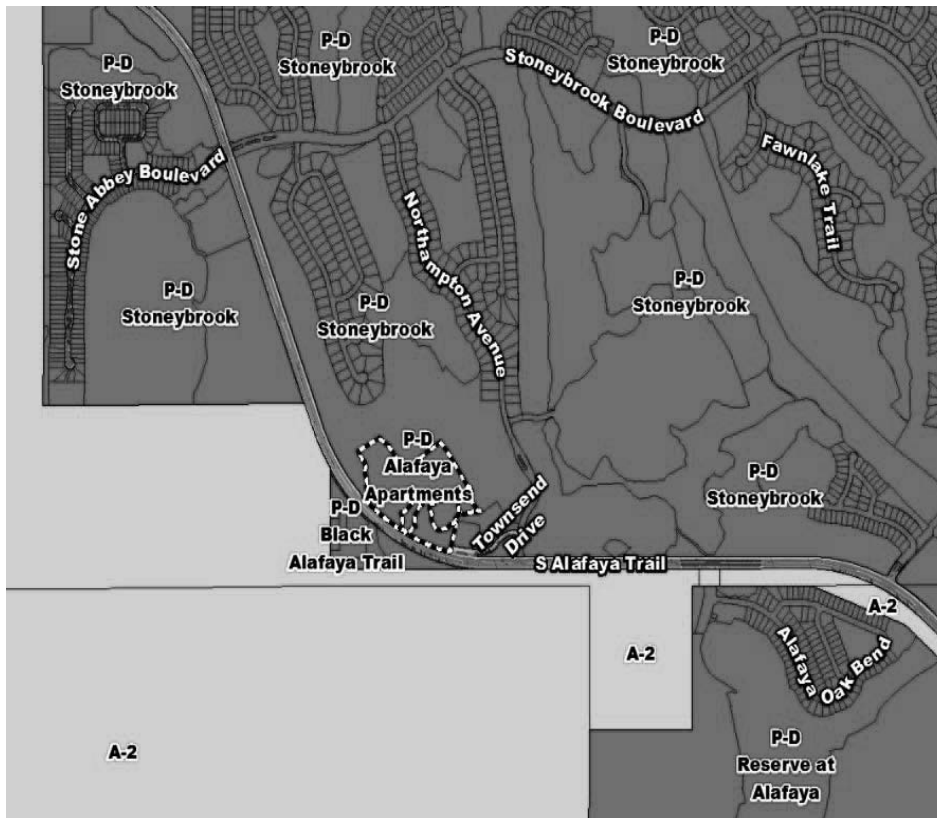 P-D
Stoneybrook
P-D
Stoneybrook
P-D
Stoneybrook
Stoneybrook Boulevard
Stone Abbey Boulevard
Fawnlake Trail
Northampton Avenue
P-D
Stoneybrook
P-D
Stoneybrook
P-D
Stoneybrook
P-D
Alafaya
Apartments
P-D
Stoneybrook
P-D
Black
Alafaya Trail
Townsend
Drive
S Alafaya Trail
A-2
A-2
Alafaya
Oak Bend
A-2
P-D
Reserve at
Alafaya